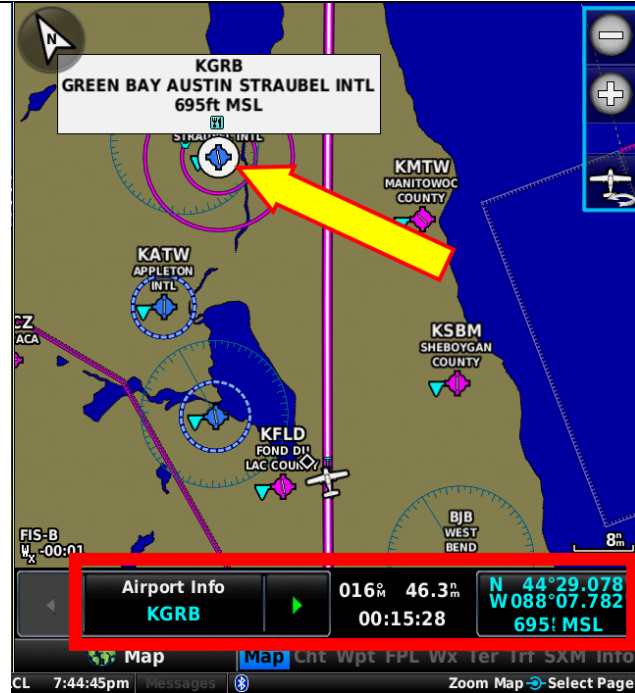 N
KGRB
GREEN BAY AUSTIN STRAUBEL INTL
695ft MSL
STRAUBEL INTL
KMTW
MANITOWOC
COUNTY
KATW
APPLETON
INTL
CZ
ACA
KSBM
SHEBOYGAN
COUNTY
KFLD
FOND DU
LAC COUNTY
BJB
WEST
BEND
FIS-B
Wx -00:01
8nm
Airport Info
KGRB
016°M 46.3nm
00:15:28
N 44°29.078'
W088°07.782'
695ft MSL
Map
Map Cht Wpt FPL Wx Ter Trf SXM Info
CL 7:44:45pm Messages Zoom Map Select Page